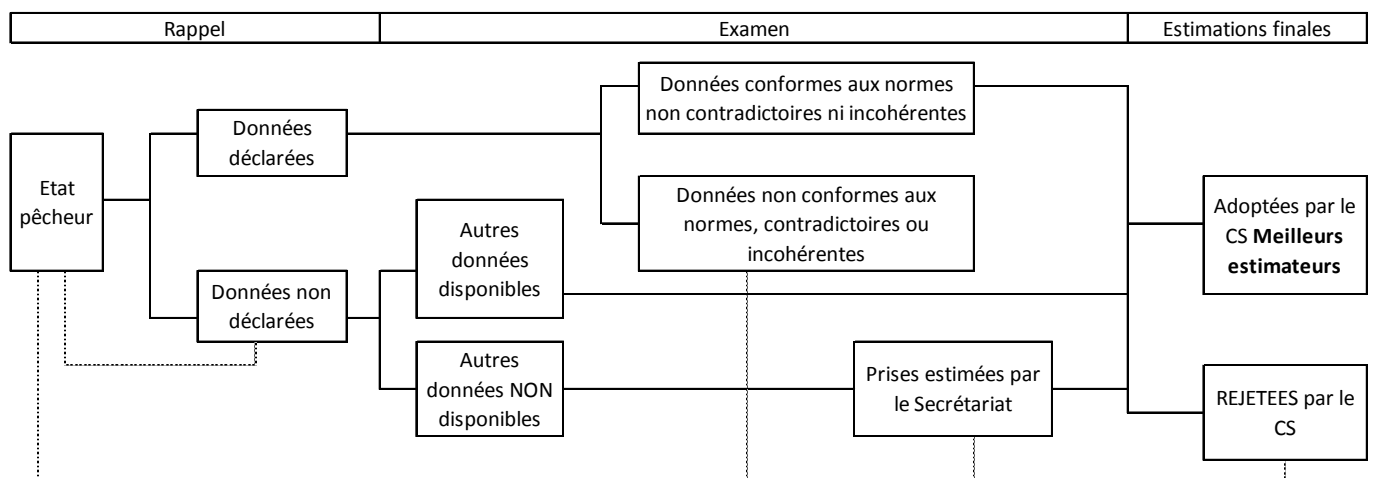 Rappel
Examen
Estimations finales
Données conformes aux normes
non contradictoires ni incohérentes
Données
déclarées
Etat
pêcheur
Données non conformes aux
normes, contradictoires ou
incohérentes
Adoptées par le
CS Meilleurs
estimateurs
Autres
données
disponibles
Données non
déclarées
Autres
données NON
disponibles
Prises estimées par
le Secrétariat
REJETEES par le
CS